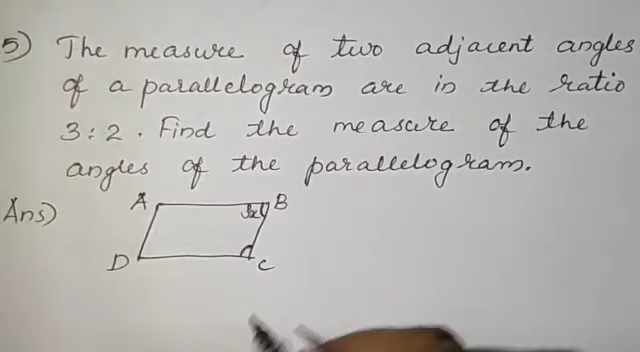 5) The measure of two adjacent angles
of a parallelogram are in the ratio
3:2. Find the measure of the
angles of the parallelogram.
Ans)
A B
3x
D C